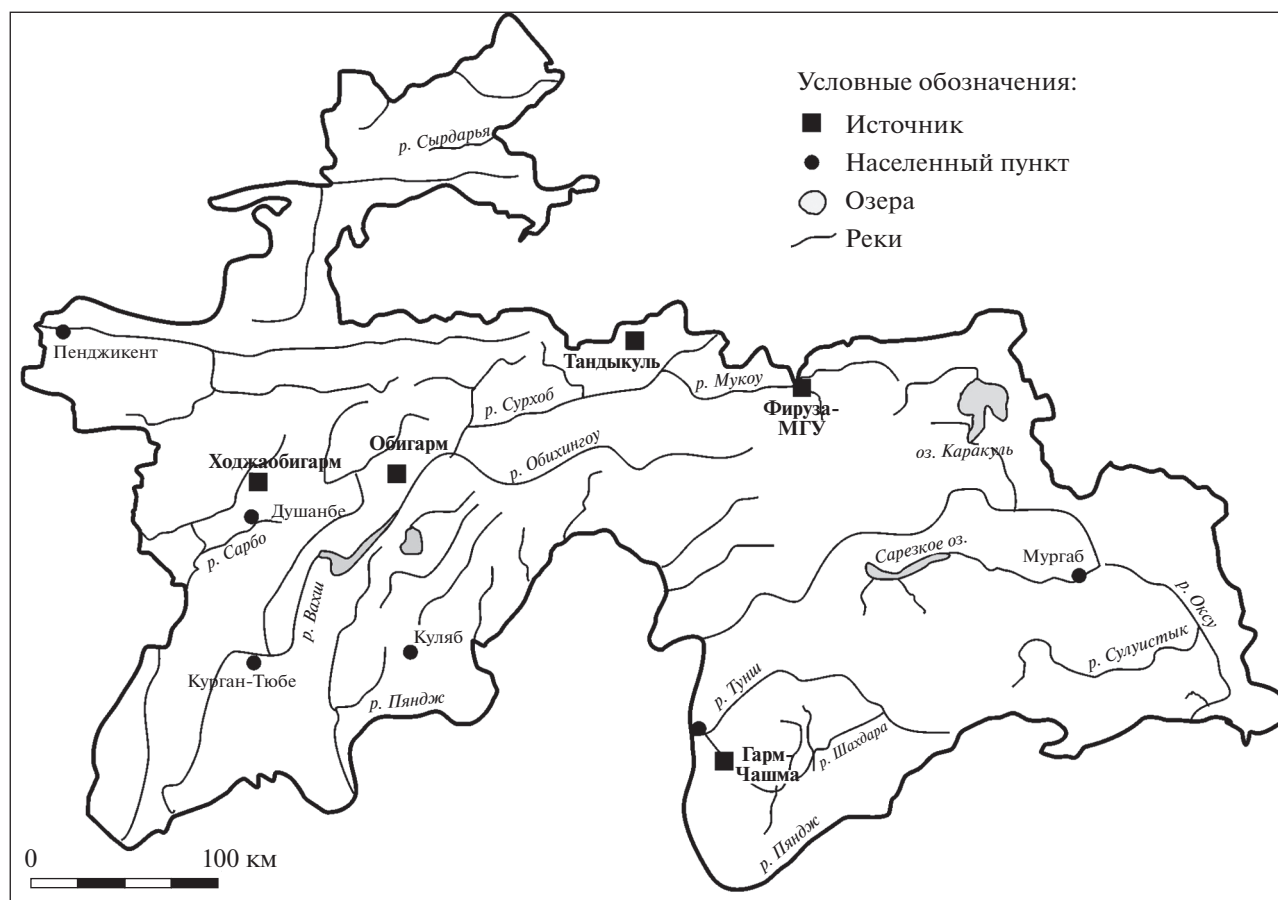 Условные обозначения:
Источник
Населенный пункт
Озера
Реки
р. Сырдарья
Пенджикент
Тандыкуль
р. Мукоу
р. Сурхоб
Фируза-
МГУ
Обигарм
р. Обихингоу
оз. Каракуль
Ходжаобигарм
Душанбе
р. Сарбо
Сарезкое оз.
Мургаб
р. Вахш
р. Оксу
Куляб
р. Сулуистык
Курган-Тюбе
р. Пяндж
р. Тунш
Гарм-
Чашма
р. Шахдара
р. Пяндж
0 100 км